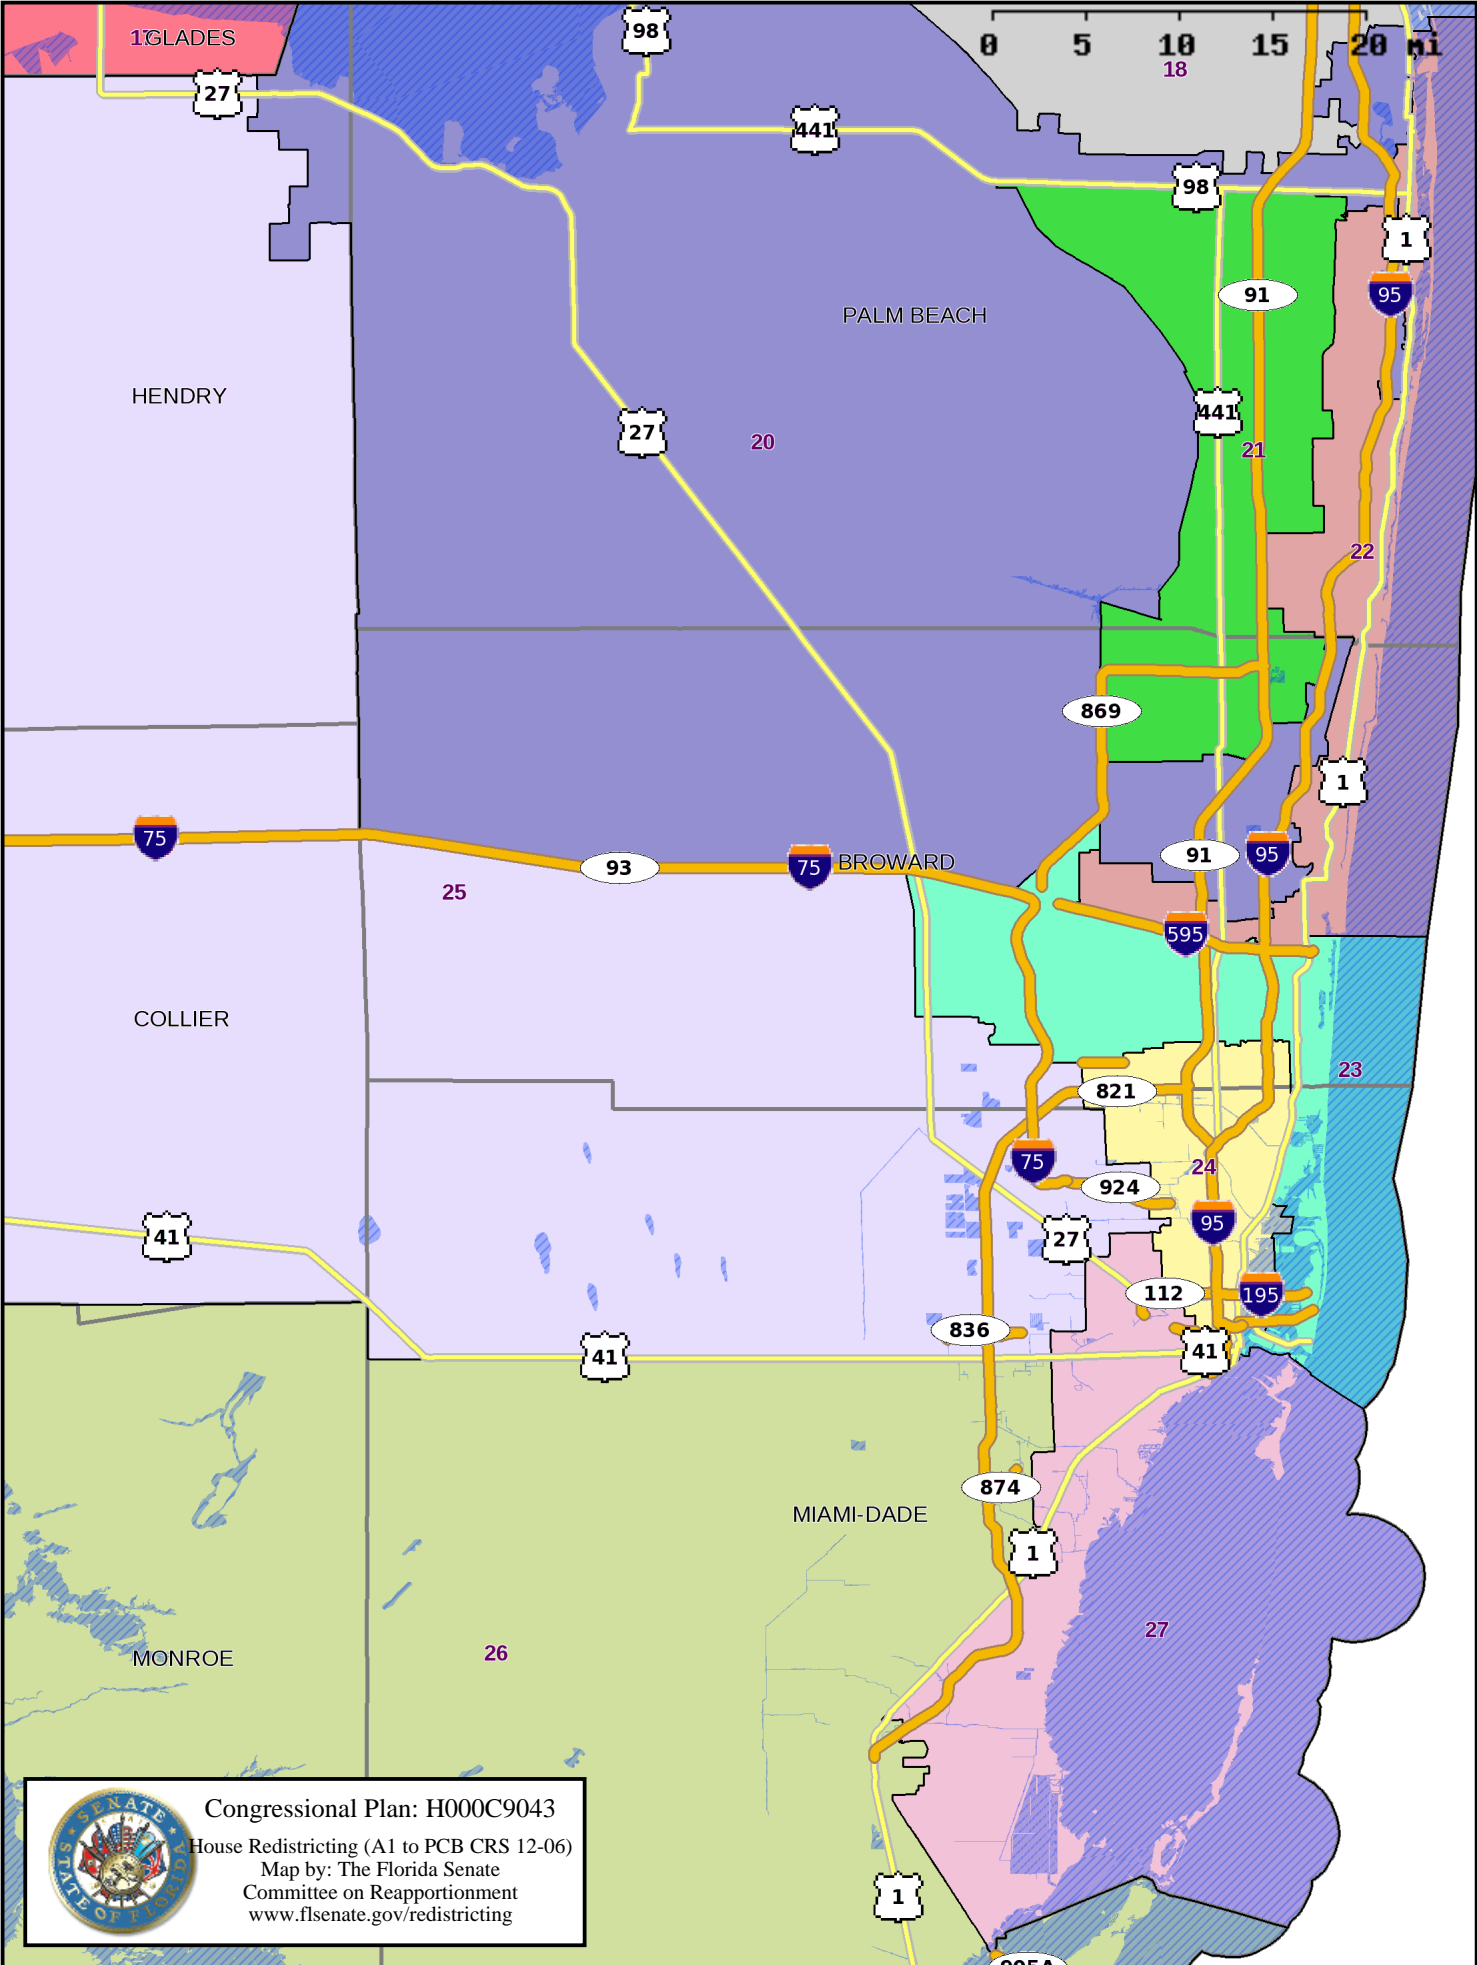 0 5 10 15 20 mi
17
GLADES
98
18
27
441
98
1
91
95
PALM BEACH
HENDRY
441
27
20
21
22
869
1
75
93
75
BROWARD
91
95
25
595
COLLIER
23
821
75
924
24
95
41
27
112
195
836
41
41
874
MIAMI-DADE
1
27
MONROE
26
Congressional Plan: H000C9043
House Redistricting (A1 to PCB CRS 12-06)
Map by: The Florida Senate
Committee on Reapportionment
www.flsenate.gov/redistricting
SENATE
STATE OF FLORIDA
1